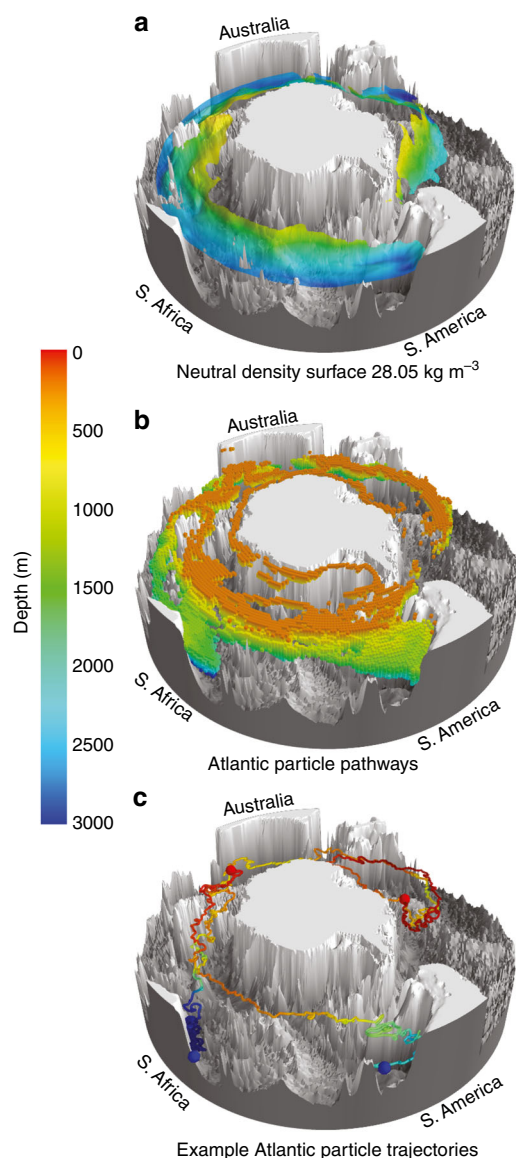 a
Australia
S. Africa
S. America
Neutral density surface 28.05 kg m⁻³
Depth (m)
0
500
1000
1500
2000
2500
3000
b
Australia
S. Africa
S. America
Atlantic particle pathways
c
Australia
S. Africa
S. America
Example Atlantic particle trajectories